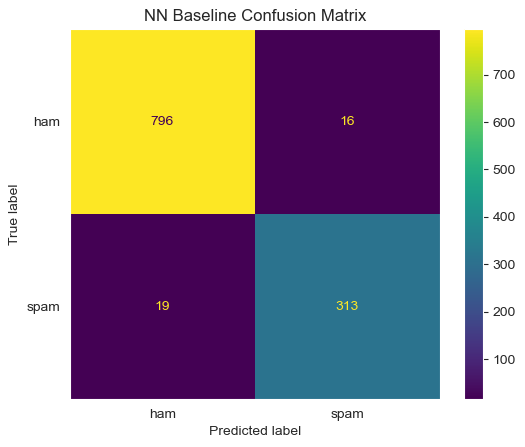 NN Baseline Confusion Matrix
True label
ham
796
16
spam
19
313
ham
spam
Predicted label
700
600
500
400
300
200
100